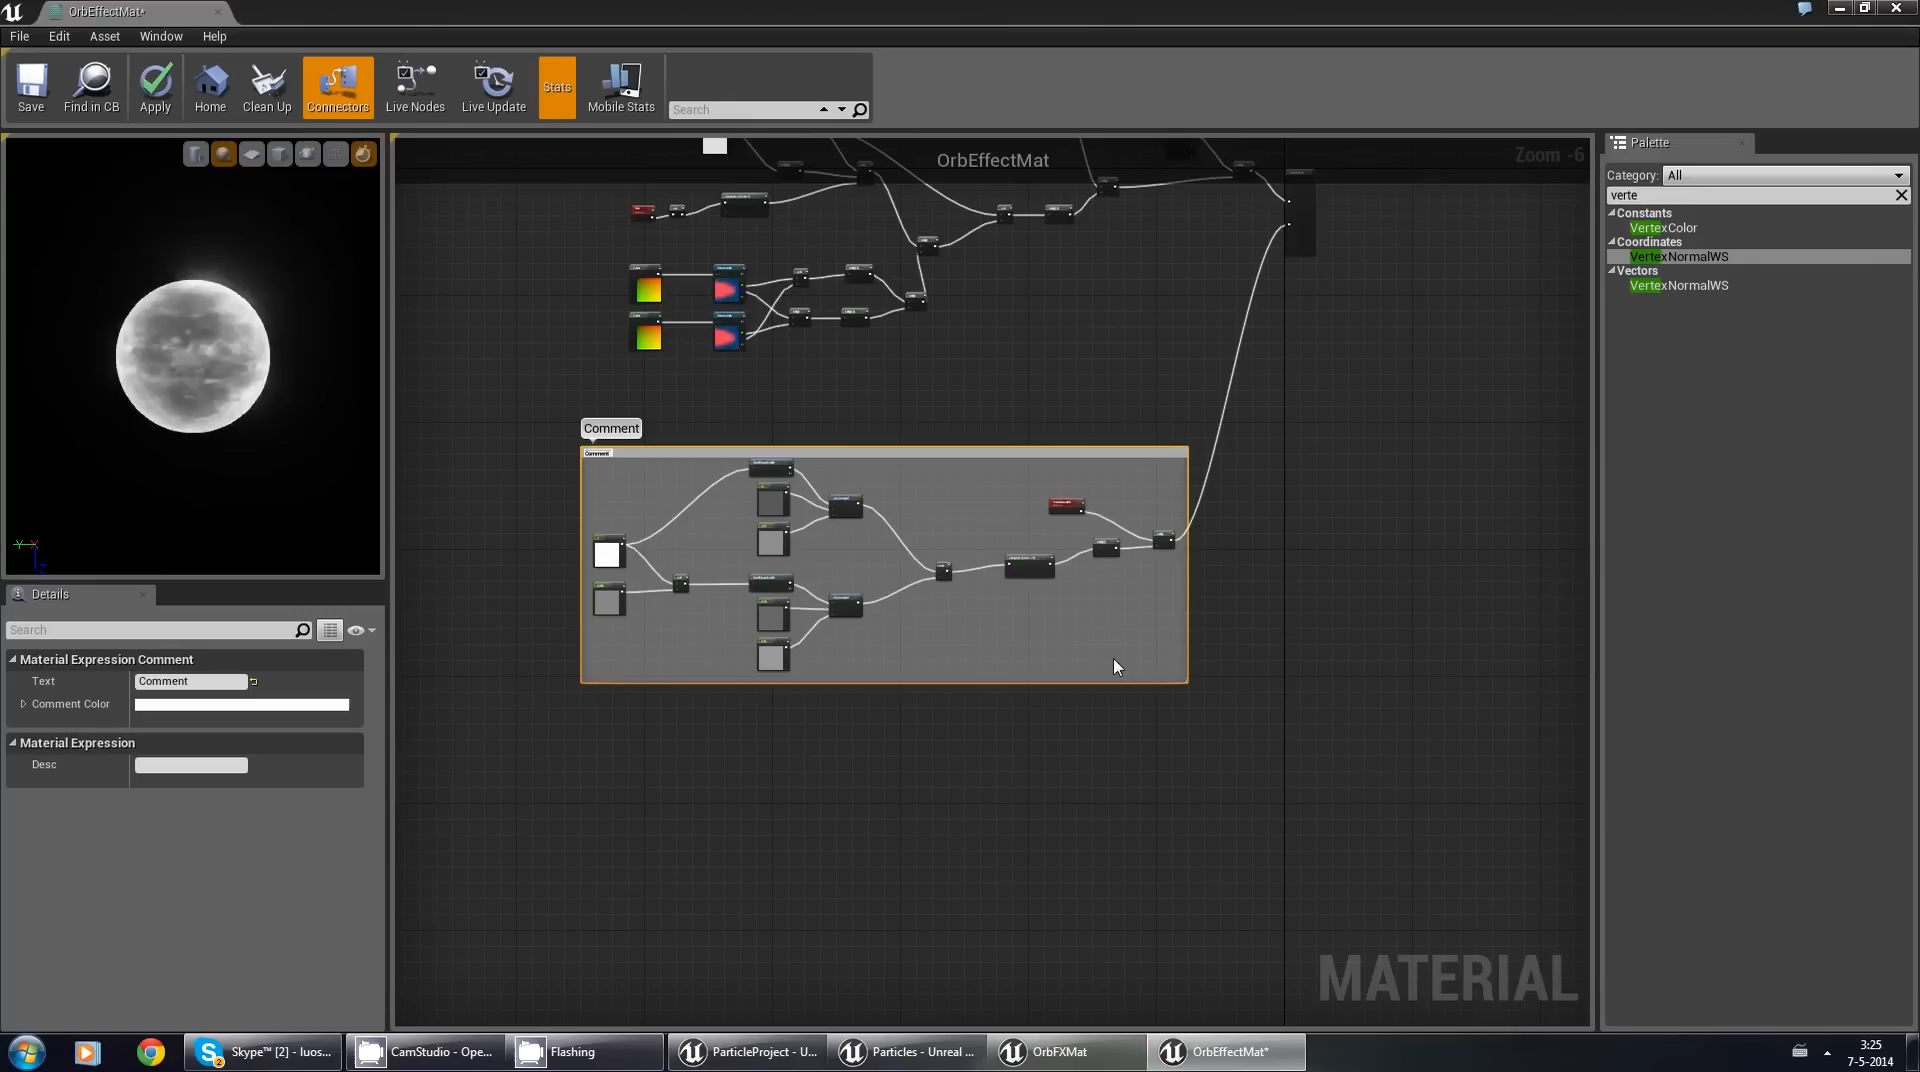 OrbEffectMat*
File Edit Asset Window Help
Save
Find in CB
Apply
Home
Clean Up
Connectors
Live Nodes
Live Update
Stats
Mobile Stats
Search
OrbEffectMat
Zoom -6
Palette
Category: All
verte
Constants
VertexColor
Coordinates
VertexNormalWS
Vectors
VertexNormalWS
Comment
Comment
Details
Search
Material Expression Comment
Text Comment
Comment Color
Material Expression
Desc
MATERIAL
Skype™ [2] - luos...
CamStudio - Ope...
Flashing
ParticleProject - U...
Particles - Unreal ...
OrbFXMat
OrbEffectMat*
3:25
7-5-2014